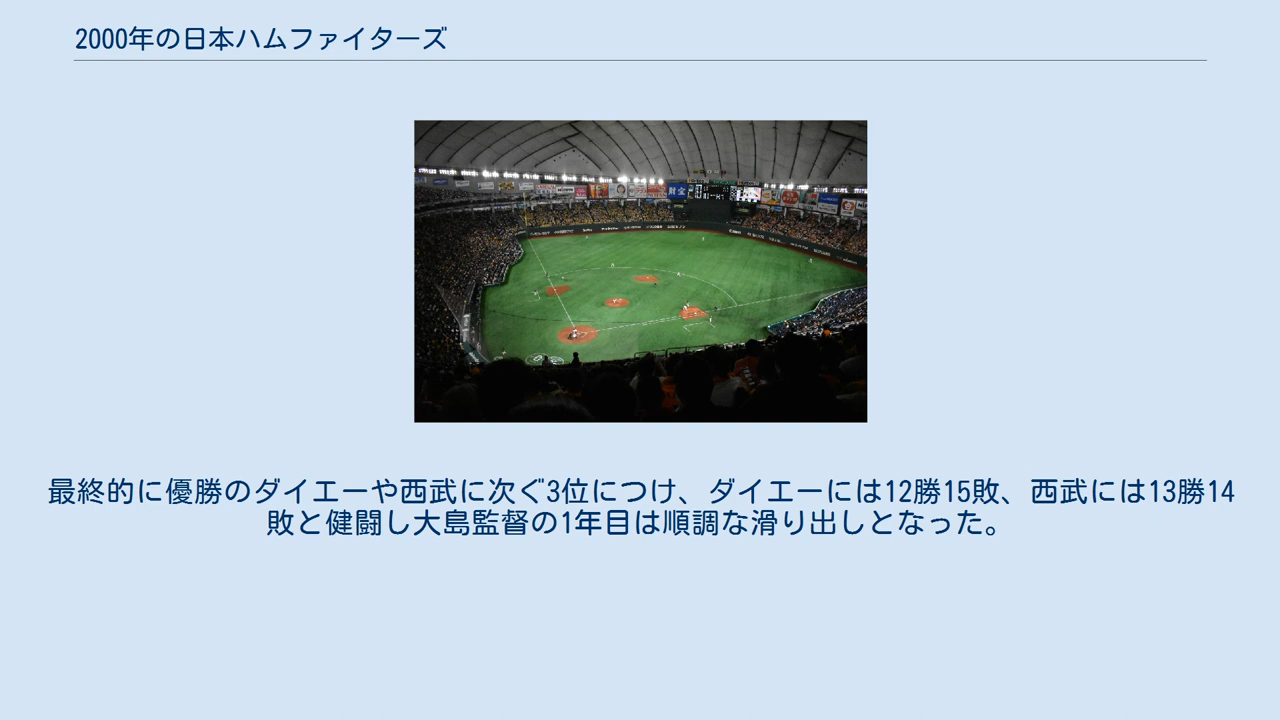 2000年の日本ハムファイターズ
財宝
最終的に優勝のダイエーや西武に次ぐ3位につけ、ダイエーには12勝15敗、西武には13勝14
敗と健闘し大島監督の1年目は順調な滑り出しとなった。